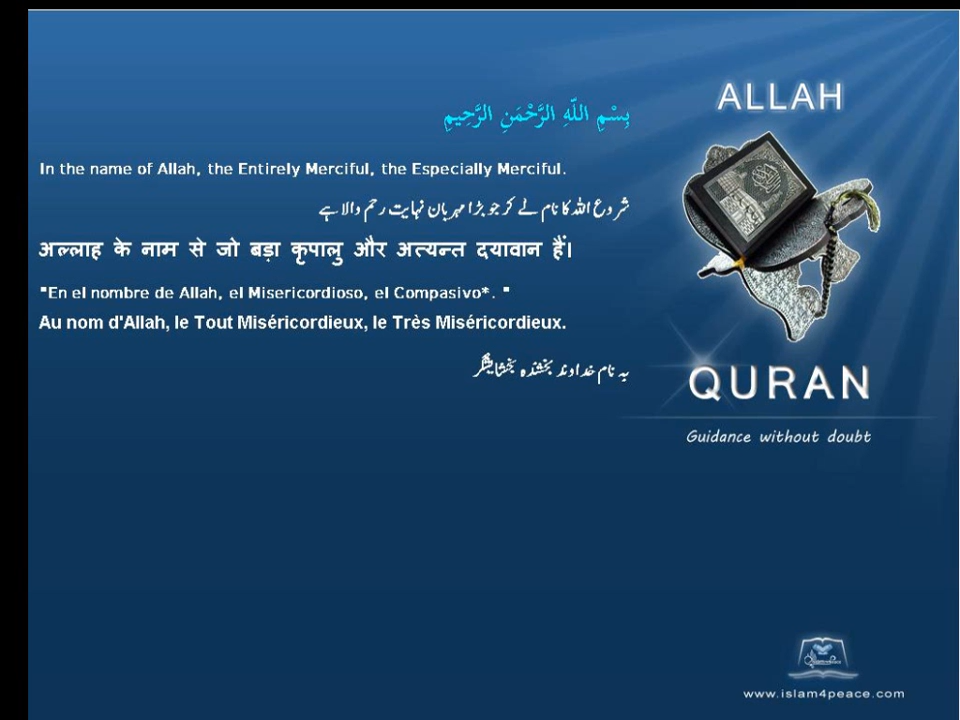 بِسْمِ اللَّهِ الرَّحْمَنِ الرَّحِيمِ
In the name of Allah, the Entirely Merciful, the Especially Merciful.
شروع الله کا نام لے کر جو بڑا مہربان نہایت رحم والا ہے
अल्लाह के नाम से जो बड़ा कृपालु और अत्यन्त दयावान हैं।
"En el nombre de Allah, el Misericordioso, el Compasivo*. "
Au nom d'Allah, le Tout Miséricordieux, le Très Miséricordieux.
به نام خداوند بخشنده بخشایشگر
ALLAH
QURAN
Guidance without doubt
www.islam4peace.com